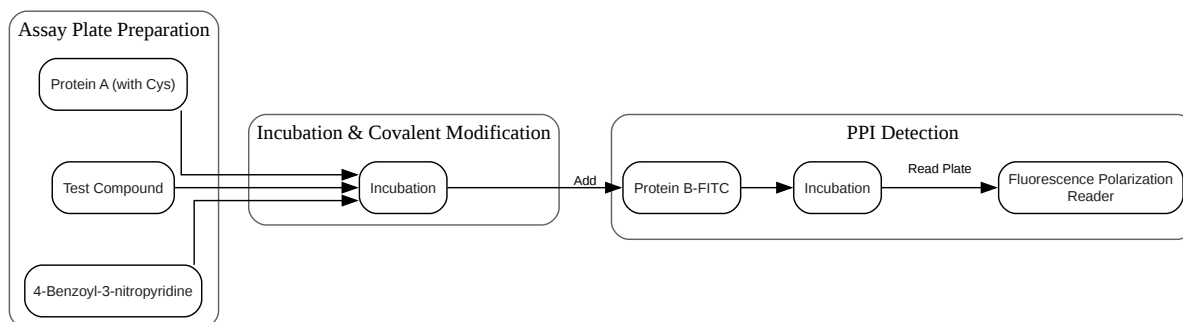 Assay Plate Preparation
Protein A (with Cys)
Test Compound
4-Benzoyl-3-nitropyridine
Incubation & Covalent Modification
Incubation
Add
PPI Detection
Protein B-FITC
Incubation
Read Plate
Fluorescence Polarization
Reader